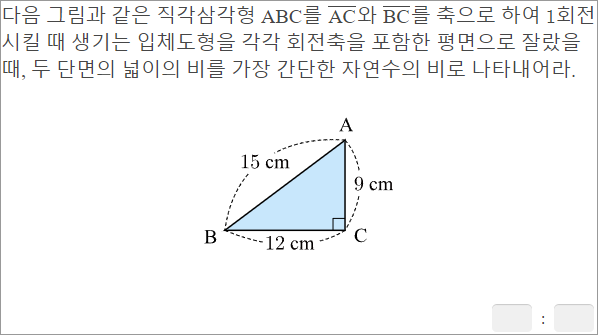 다음 그림과 같은 직각삼각형 ABC를 AC와 BC를 축으로 하여 1회전
시킬 때 생기는 입체도형을 각각 회전축을 포함한 평면으로 잘랐을
때, 두 단면의 넓이의 비를 가장 간단한 자연수의 비로 나타내어라.
A
15 cm
9 cm
B
12 cm
C
: